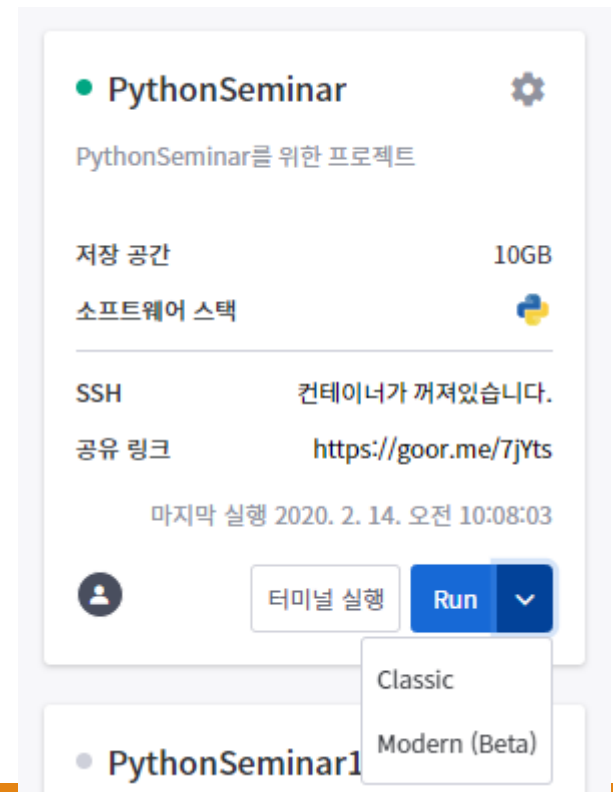 PythonSeminar
PythonSeminar를 위한 프로젝트
저장 공간 10GB
소프트웨어 스택
SSH 컨테이너가 꺼져있습니다.
공유 링크 https://goor.me/7jYts
마지막 실행 2020. 2. 14. 오전 10:08:03
터미널 실행 Run
Classic
Modern (Beta)
PythonSeminar1